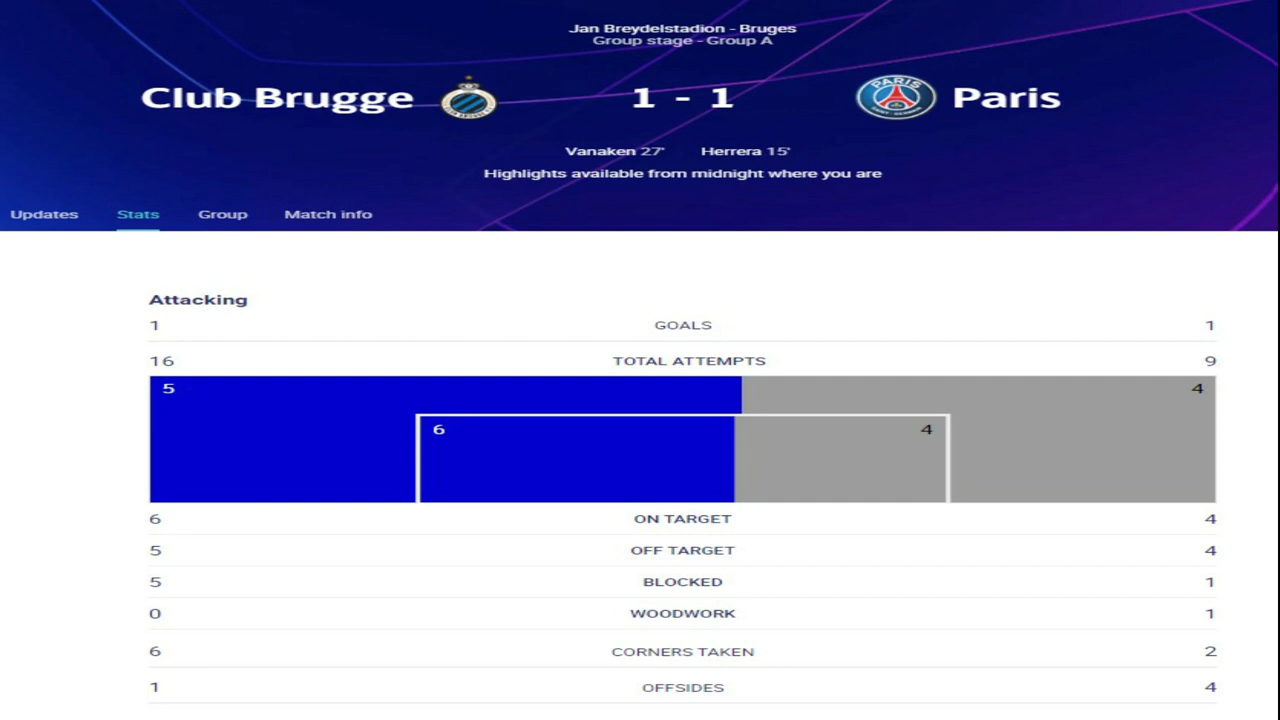 Jan Breydelstadion - Bruges
Group stage - Group A
Club Brugge 1 - 1 PARIS Paris
Vanaken 27' Herrera 15'
Highlights available from midnight where you are
Updates Stats Group Match info
Attacking
1 GOALS 1
16 TOTAL ATTEMPTS 9
5 4
6 4
6 ON TARGET 4
5 OFF TARGET 4
5 BLOCKED 1
0 WOODWORK 1
6 CORNERS TAKEN 2
1 OFFSIDES 4